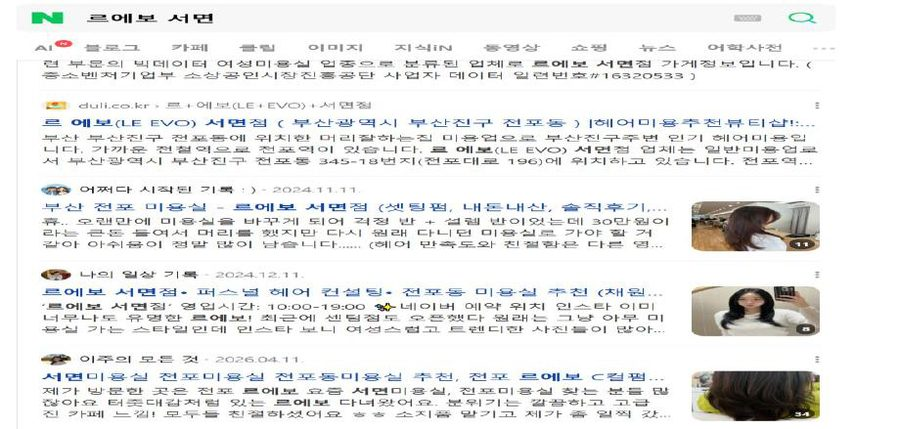 르에보 서면
AI N 블로그 카페 클립 이미지 지식iN 동영상 쇼핑 뉴스 어학사전 ...
련 부문의 빅데이터 여성미용실 업종으로 분류된 업체로 르에보 서면점 가게정보입니다. (
중소벤처기업부 소상공인시장진흥공단 사업자 데이터 일련번호#16320533 )
duli.co.kr › 르+에보(LE+EVO)+서면점
르 에보(LE EVO) 서면점 ( 부산광역시 부산진구 전포동 ) |헤어미용추천뷰티샵!:...
부산 부산진구 전포동에 위치한 머리잘하는집 미용업으로 부산진구주변 인기 헤어미용입
니다. 가까운 전철역으로 전포역이 있습니다. 르 에보(LE EVO) 서면점 업체는 일반미용업로
서 부산광역시 부산진구 전포동 345-18번지(전포대로 196)에 위치하고 있습니다. 전포역...
어쩌다 시작된 기록 : ) · 2024.11.11.
부산 전포 미용실 - 르에보 서면점 (셋팅펌, 내돈내산, 솔직후기,...
휴.. 오랜만에 미용실을 바꾸게 되어 걱정 반 + 설렘 반이었는데 30만원이
라는 큰돈 들여서 머리를 했지만 다시 원래 다니던 미용실로 가야 할 거
같아 아쉬움이 정말 많이 남습니다...... (헤어 만족도와 친절함은 다른 영...
11
나의 일상 기록 · 2024.12.11.
르에보 서면점• 퍼스널 헤어 컨설팅• 전포동 미용실 추천 (채원...
'르에보 서면점' 영업시간: 10:00-19:00 네이버 예약 위치 인스타 이미
너무나도 유명한 르에보! 최근에 센텀점도 오픈했다 원래는 그냥 아무 미
용실 가는 스타일인데 인스타 보니 여성스럽고 트렌디한 사진들이 많아...
8
이주의 모든 것 · 2026.04.11.
서면미용실 전포미용실 전포동미용실 추천, 전포 르에보 C컬펌...
제가 방문한 곳은 전포 르에보 요즘 서면미용실, 전포미용실 찾는 분들 많
잖아요 터줏대감처럼 있는 르에보 다녀왔어요. 분위기는 깔끔하고 고급
진 카페 느낌! 모두들 친절하셨어요 ㅎㅎ 소지품 맡기고 제가 좀 일찍 갔...
34